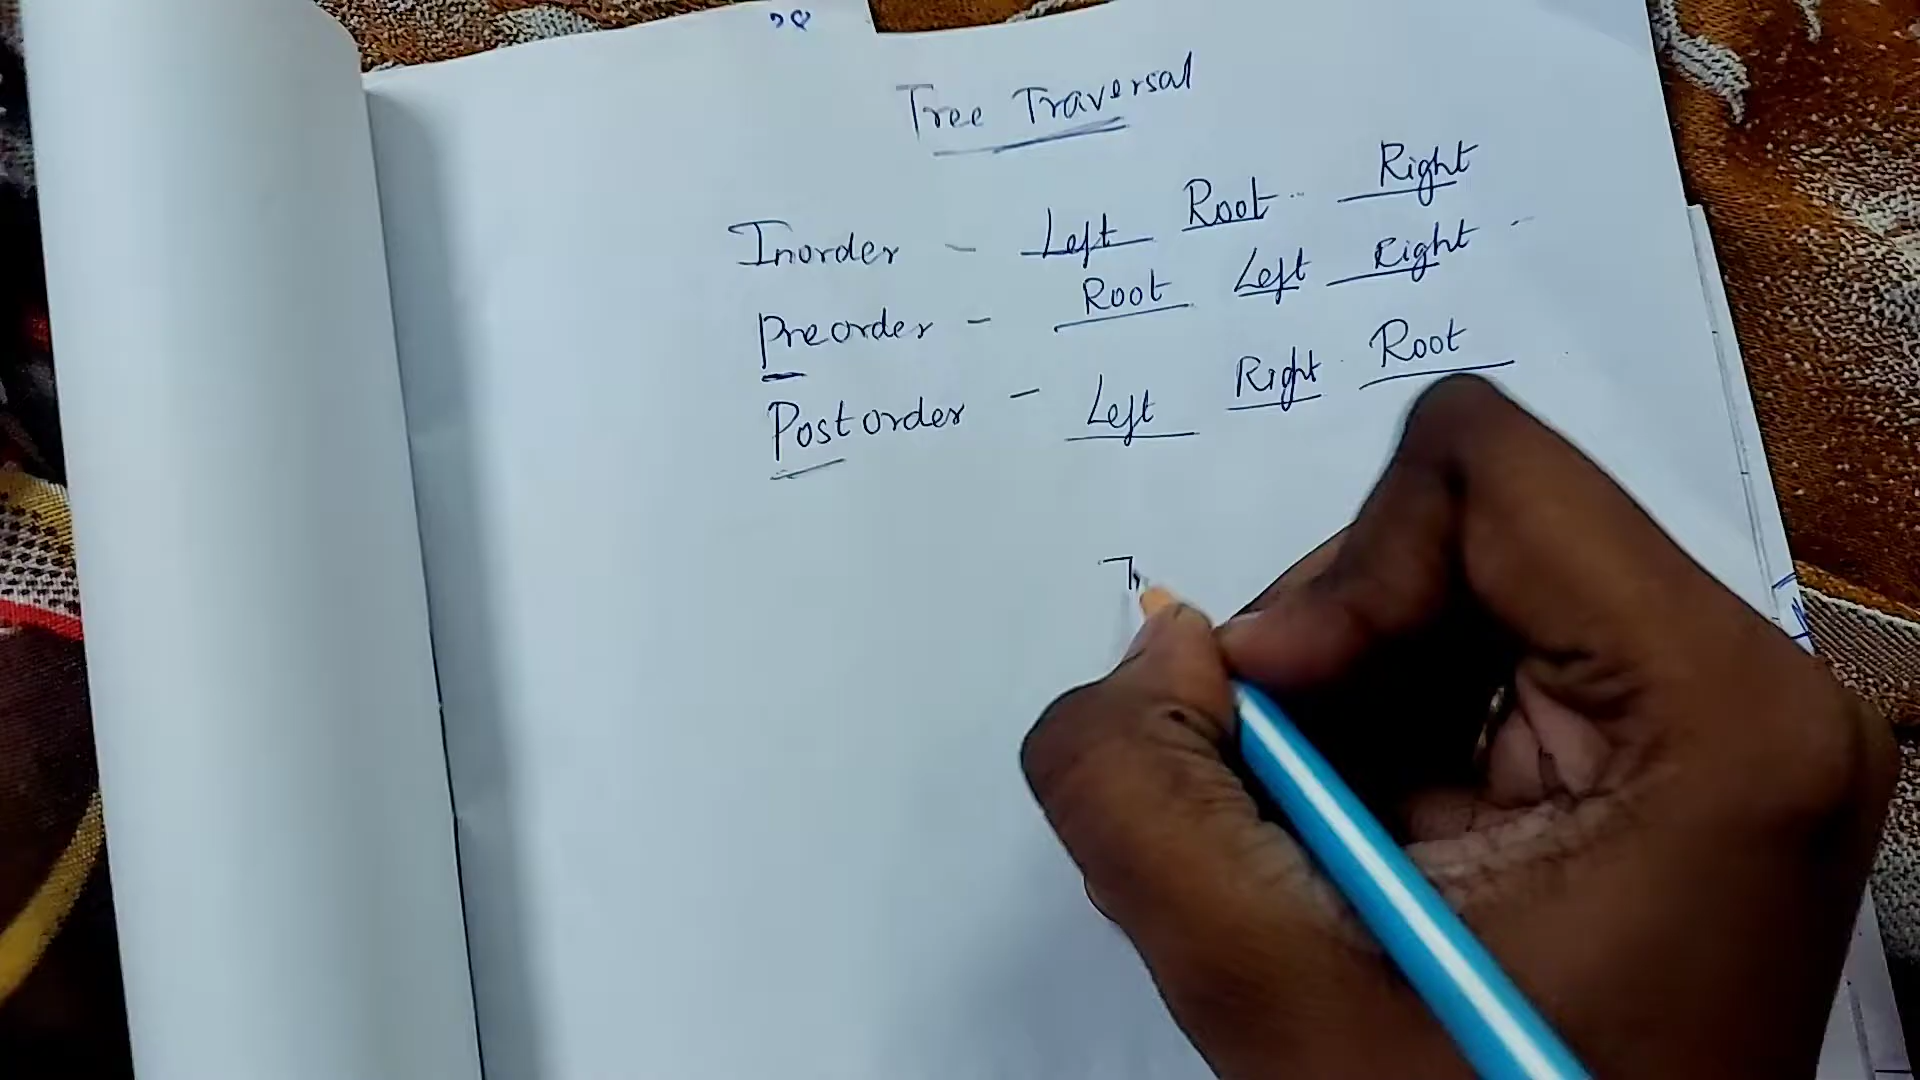 Tree Traversal
Inorder - Left Root Right
Preorder - Root Left Right
Postorder - Left Right Root